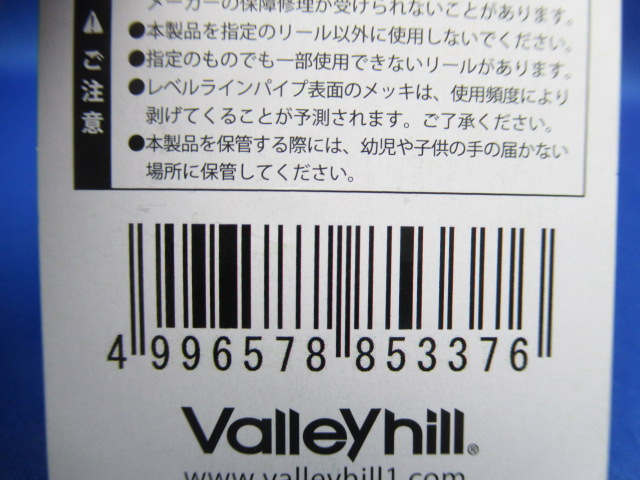 メーカーの保障修理が受けられないことがあります。
⚠ご注意
●本製品を指定のリール以外に使用しないでください。
●指定のものでも一部使用できないリールがあります。
●レベルラインパイプ表面のメッキは、使用頻度により
剥げてくることが予測されます。ご了承ください。
●本製品を保管する際には、幼児や子供の手の届かない
場所に保管してください。
4 996578 853376
Valleyhill®
www.valleyhill1.com